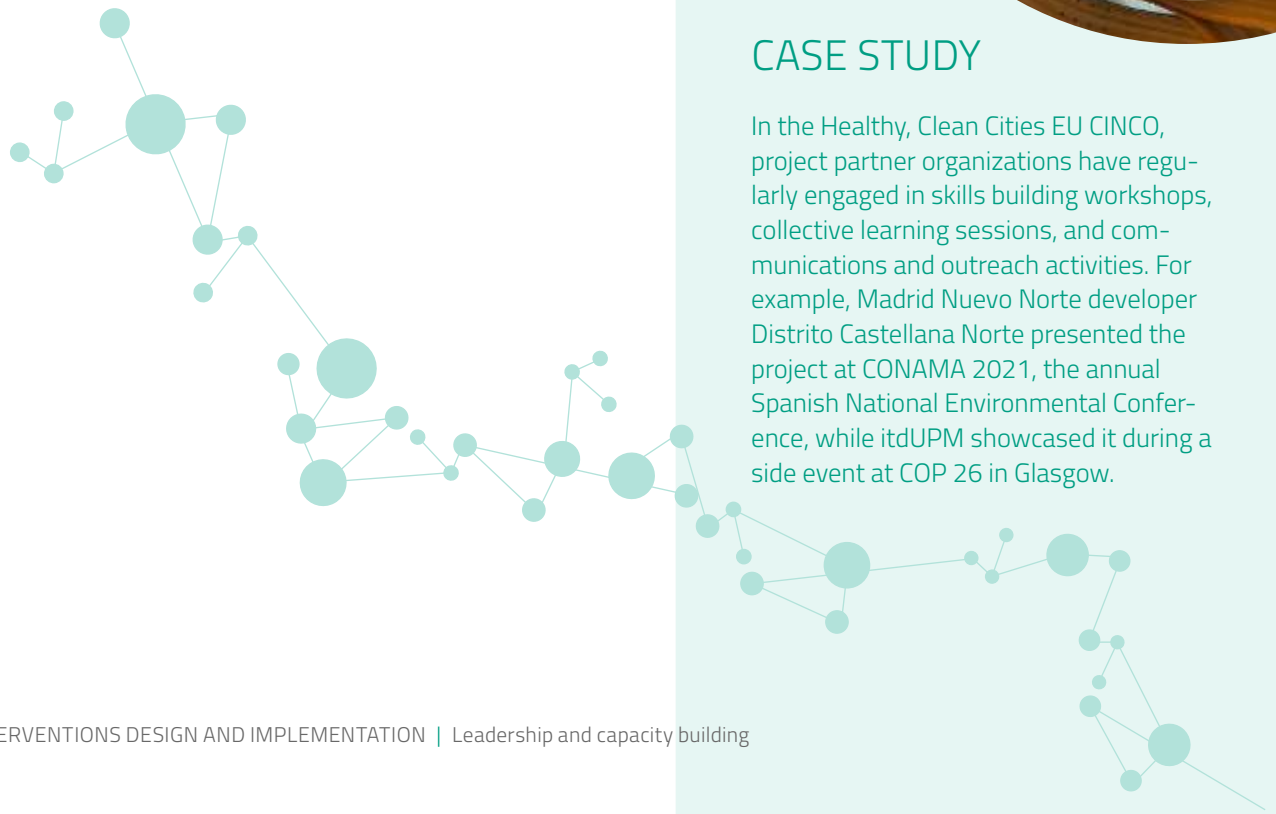 CASE STUDY
In the Healthy, Clean Cities EU CINCO,
project partner organizations have regu-
larly engaged in skills building workshops,
collective learning sessions, and com-
munications and outreach activities. For
example, Madrid Nuevo Norte developer
Distrito Castellana Norte presented the
project at CONAMA 2021, the annual
Spanish National Environmental Confer-
ence, while itdUPM showcased it during a
side event at COP 26 in Glasgow.
ERVENTIONS DESIGN AND IMPLEMENTATION | Leadership and capacity building